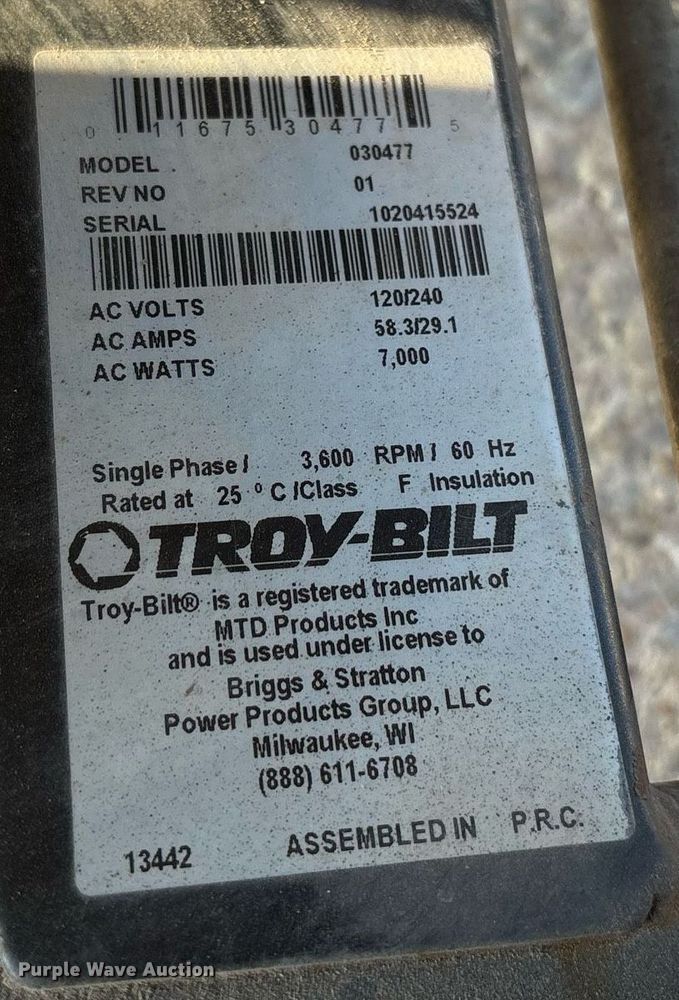 0 11675 30477 5
MODEL 030477
REV NO 01
SERIAL 1020415524
AC VOLTS 120/240
AC AMPS 58.3/29.1
AC WATTS 7,000
Single Phase / 3,600 RPM / 60 Hz
Rated at 25 ° C /Class F Insulation
TROY-BILT
Troy-Bilt® is a registered trademark of
MTD Products Inc
and is used under license to
Briggs & Stratton
Power Products Group, LLC
Milwaukee, WI
(888) 611-6708
13442 ASSEMBLED IN P.R.C.
Purple Wave Auction